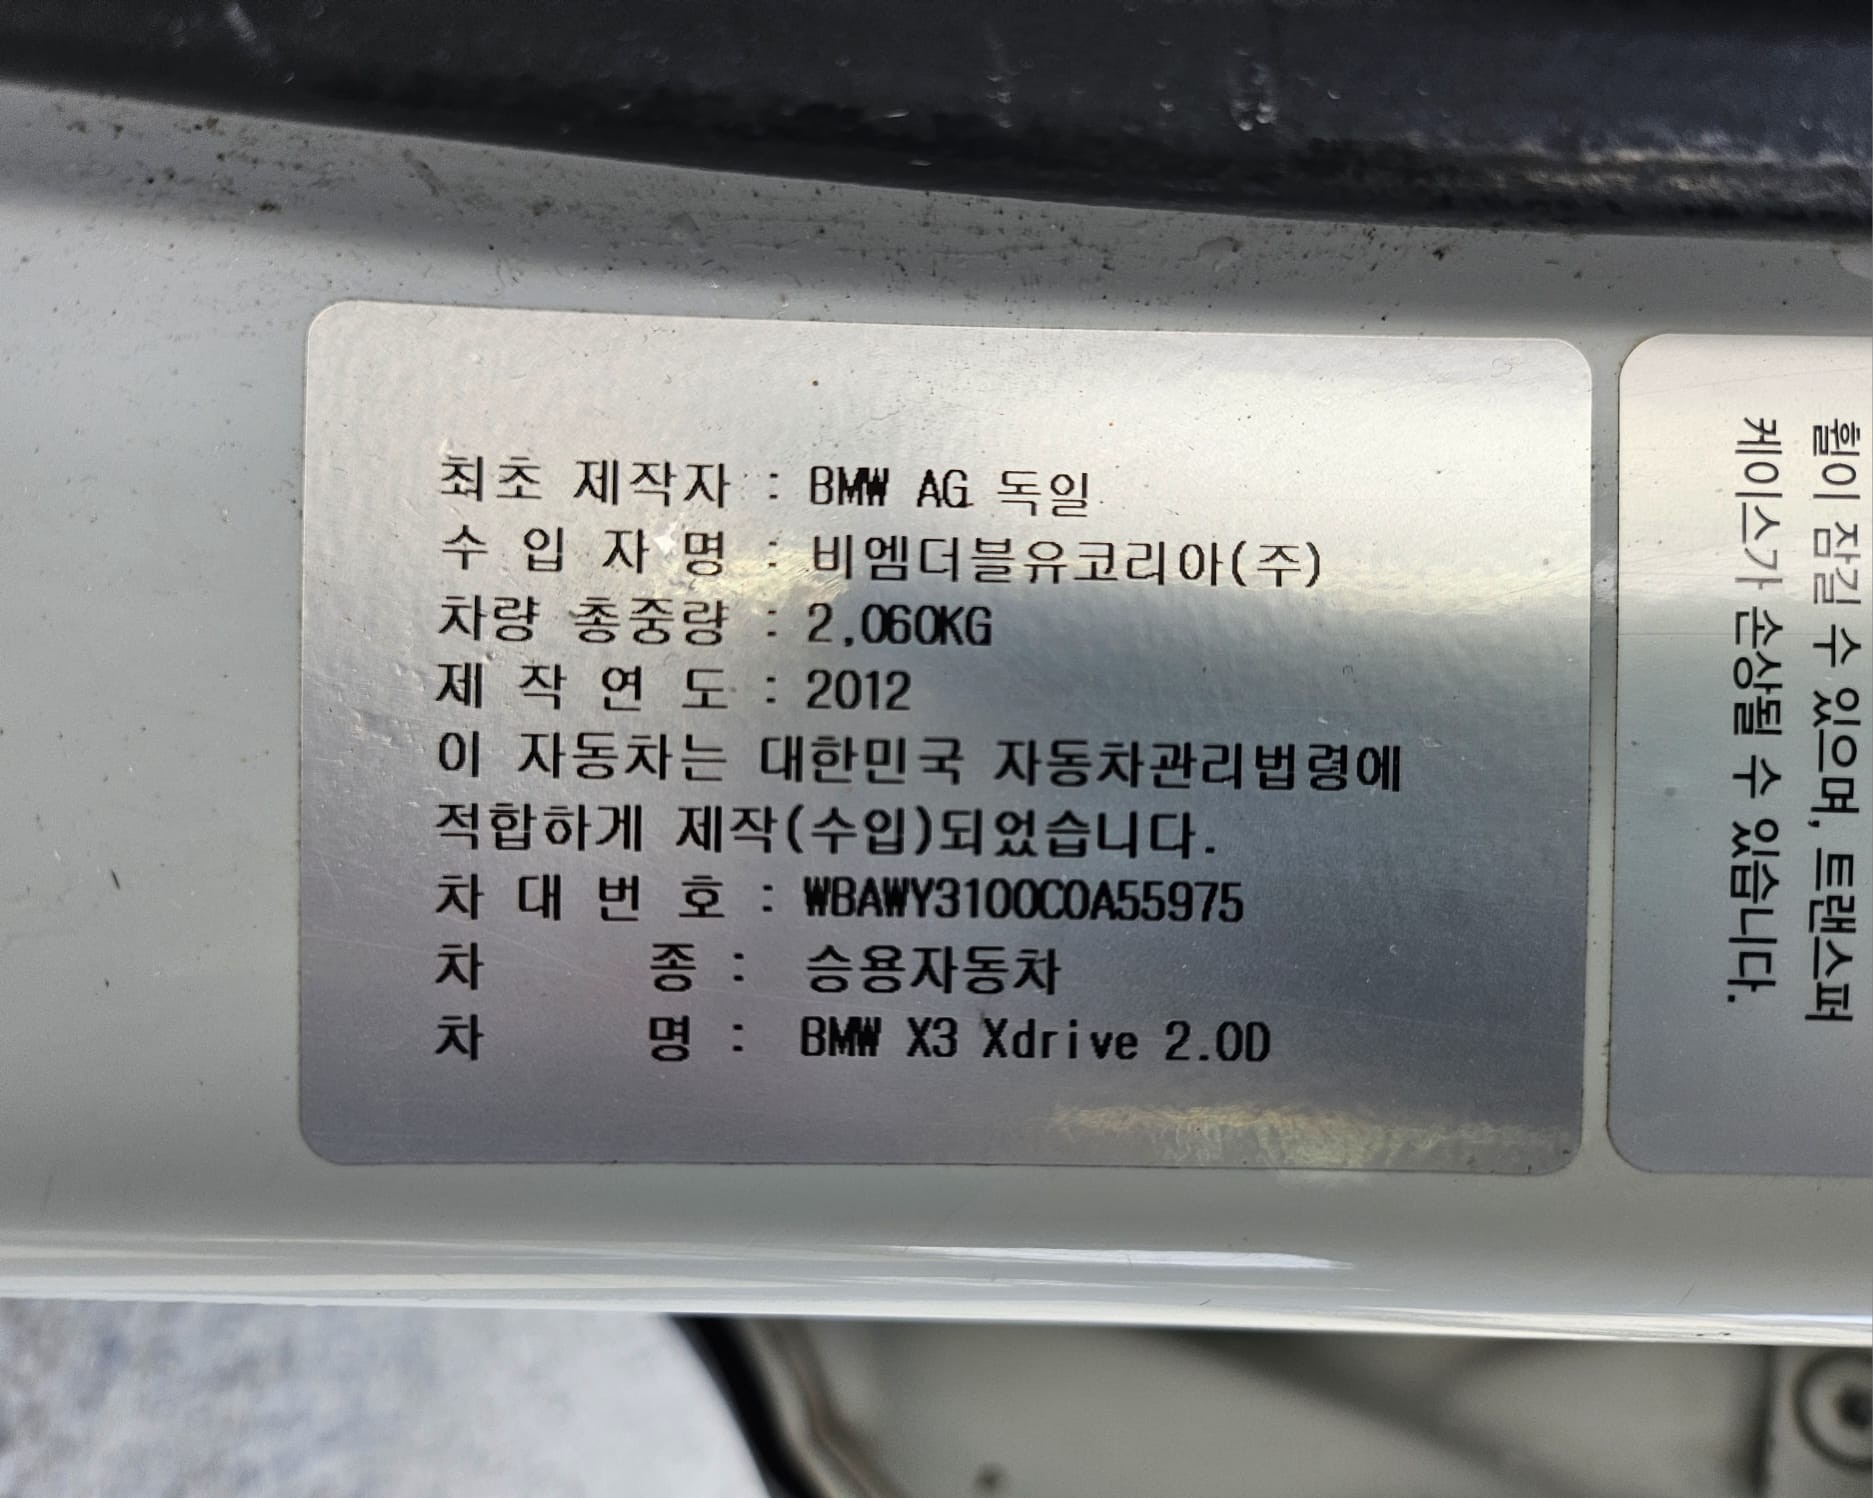 최초 제작자 : BMW AG 독일
수 입 자 명 : 비엠더블유코리아(주)
차량 총중량 : 2,060KG
제 작 연 도 : 2012
이 자동차는 대한민국 자동차관리법령에
적합하게 제작(수입)되었습니다.
차 대 번 호 : WBAWY3100C0A55975
차 종 : 승용자동차
차 명 : BMW X3 Xdrive 2.0D
휠이 잠길 수 있으며, 트랜스퍼
케이스가 손상될 수 있습니다.